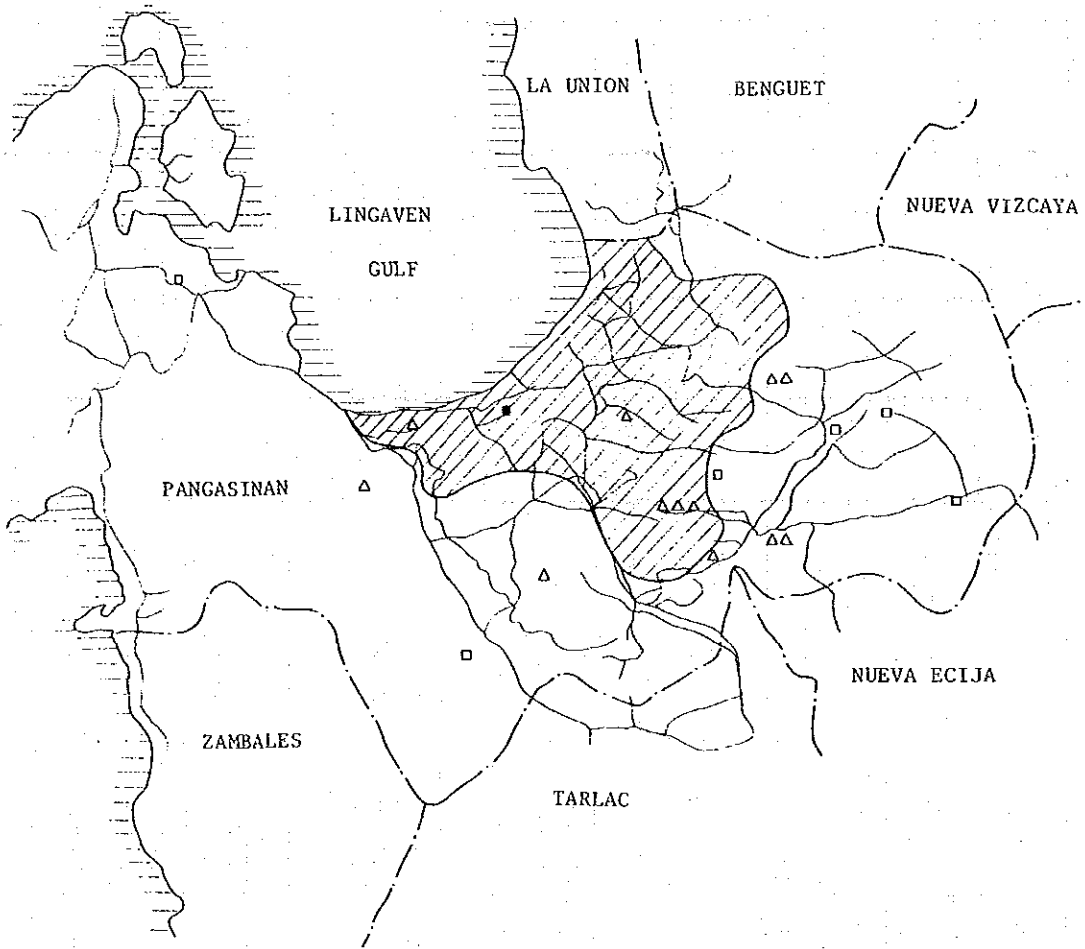 LA UNION
BENGUET
NUEVA VIZCAYA
LINGAVEN
GULF
PANGASINAN
NUEVA ECIJA
ZAMBALES
TARLAC